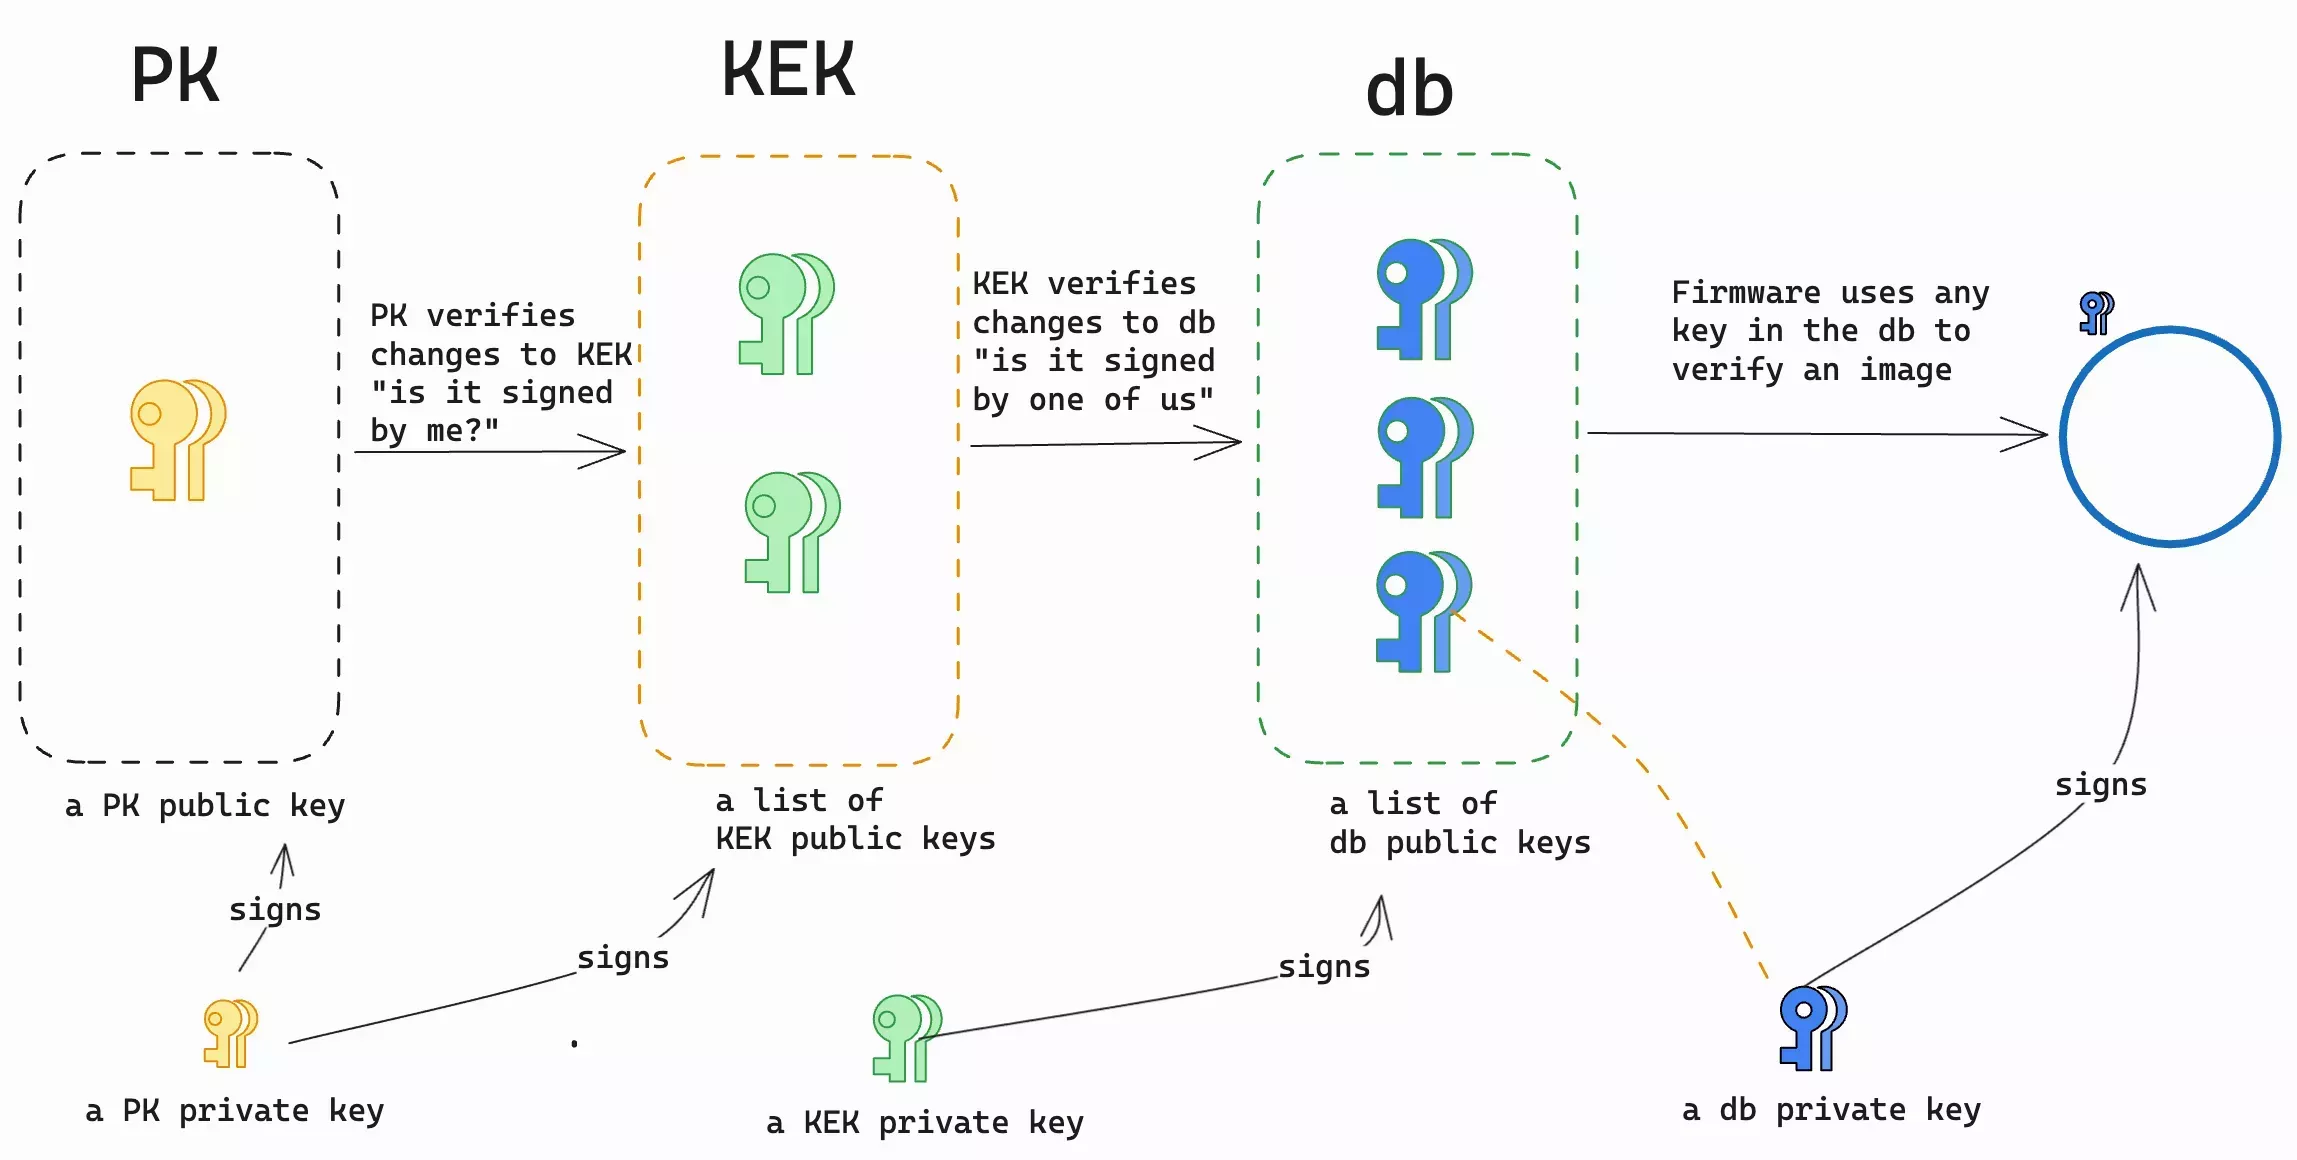 PK
KEK
db
PK verifies
changes to KEK
"is it signed
by me?"
KEK verifies
changes to db
"is it signed
by one of us"
Firmware uses any
key in the db to
verify an image
a PK public key
a list of
KEK public keys
a list of
db public keys
signs
signs
signs
signs
a PK private key
a KEK private key
a db private key